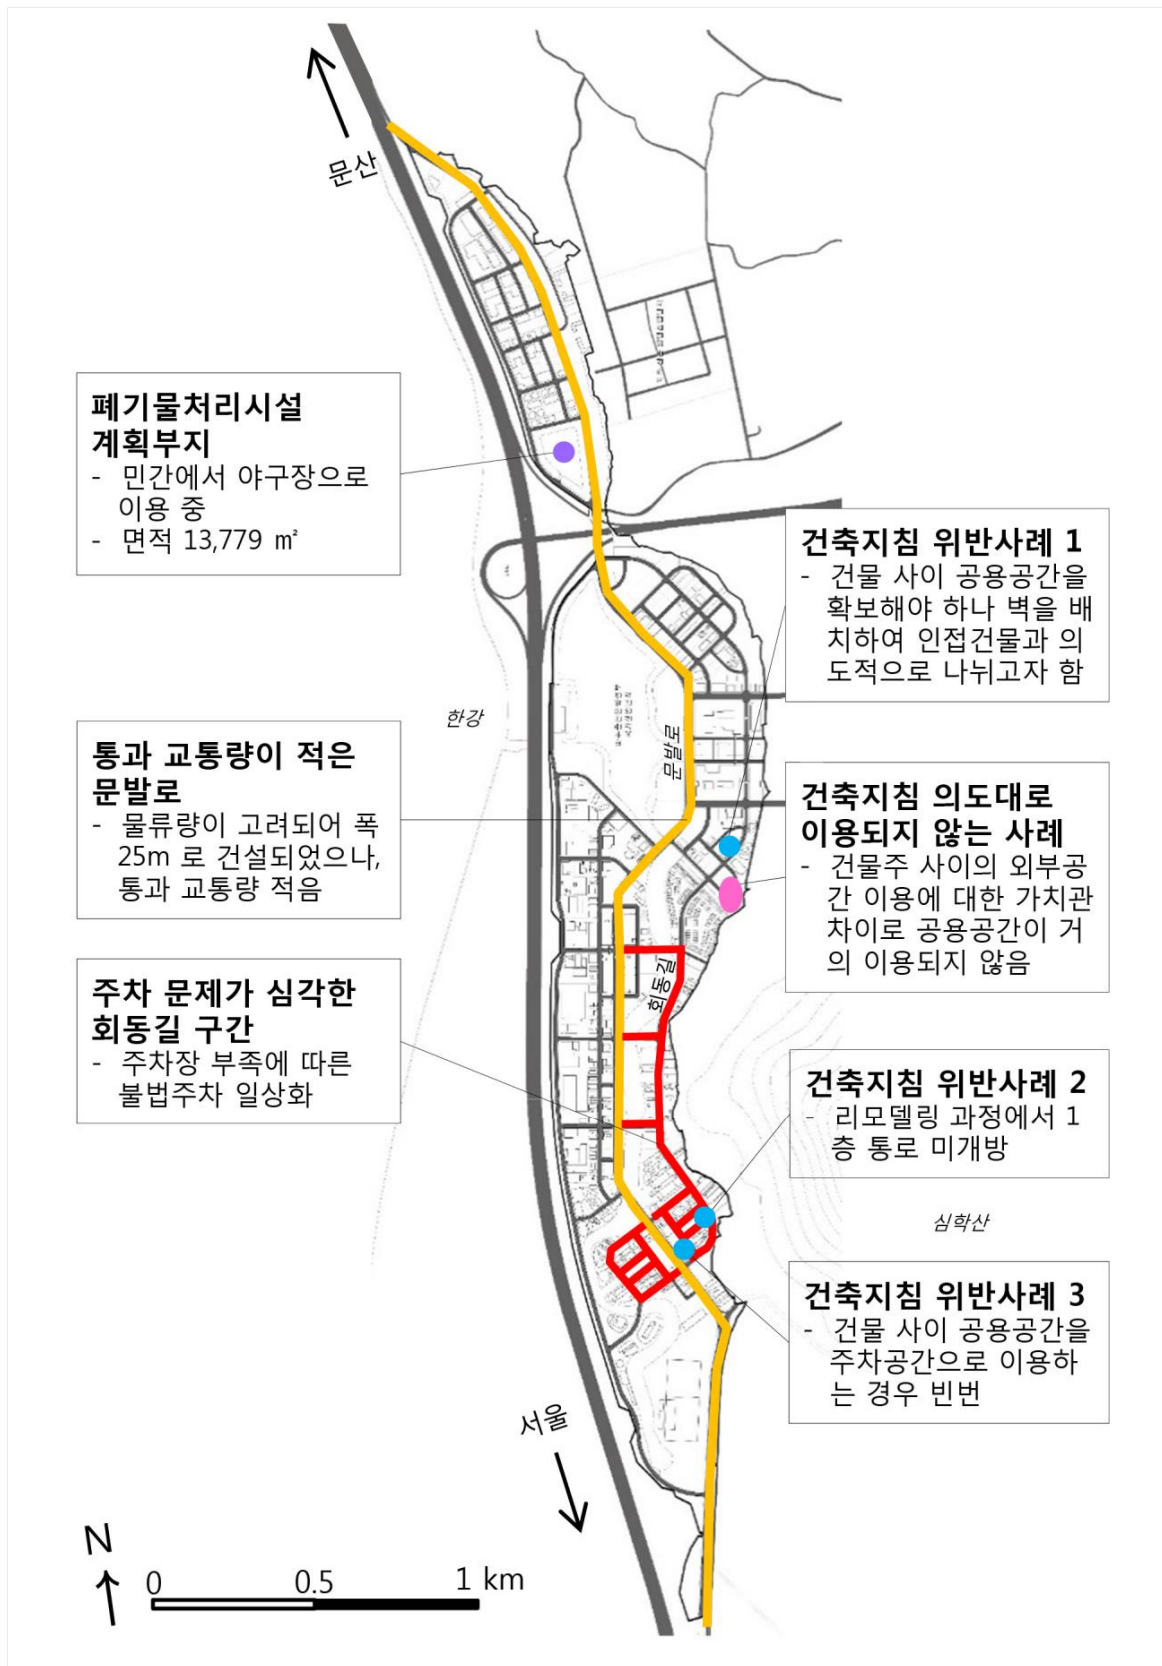 문산
폐기물처리시설
계획부지
- 민간에서 야구장으로
이용 중
- 면적 13,779 ㎡
건축지침 위반사례 1
- 건물 사이 공용공간을
확보해야 하나 벽을 배
치하여 인접건물과 의
도적으로 나뉘고자 함
한강
문발로
통과 교통량이 적은
문발로
- 물류량이 고려되어 폭
25m 로 건설되었으나,
통과 교통량 적음
건축지침 의도대로
이용되지 않는 사례
- 건물주 사이의 외부공
간 이용에 대한 가치관
차이로 공용공간이 거
의 이용되지 않음
회동길
주차 문제가 심각한
회동길 구간
- 주차장 부족에 따른
불법주차 일상화
건축지침 위반사례 2
- 리모델링 과정에서 1
층 통로 미개방
심학산
건축지침 위반사례 3
- 건물 사이 공용공간을
주차공간으로 이용하
는 경우 빈번
서울
N
0 0.5 1 km